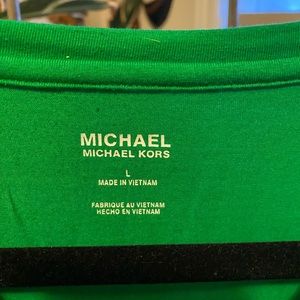 MICHAEL
MICHAEL KORS
L
MADE IN VIETNAM
FABRIQUE AU VIETNAM
HECHO EN VIETNAM